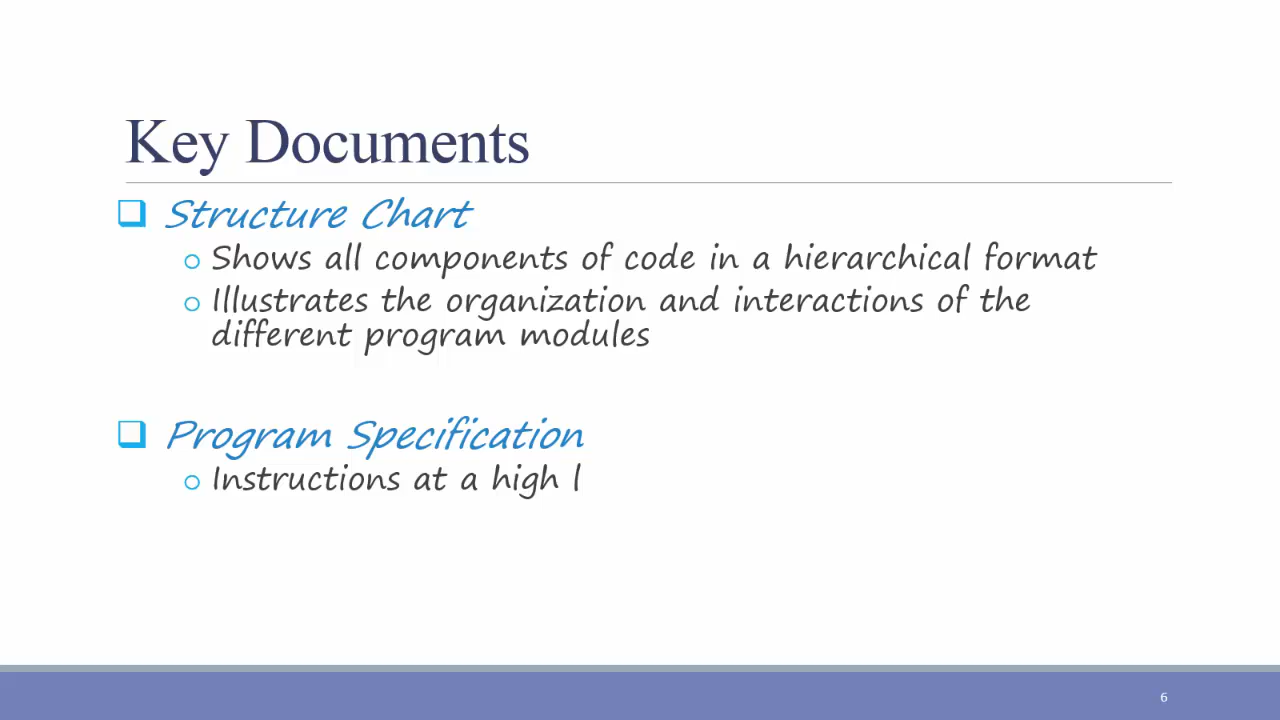 Key Documents
❑ Structure Chart
o Shows all components of code in a hierarchical format
o Illustrates the organization and interactions of the
different program modules
❑ Program Specification
o Instructions at a high l
6